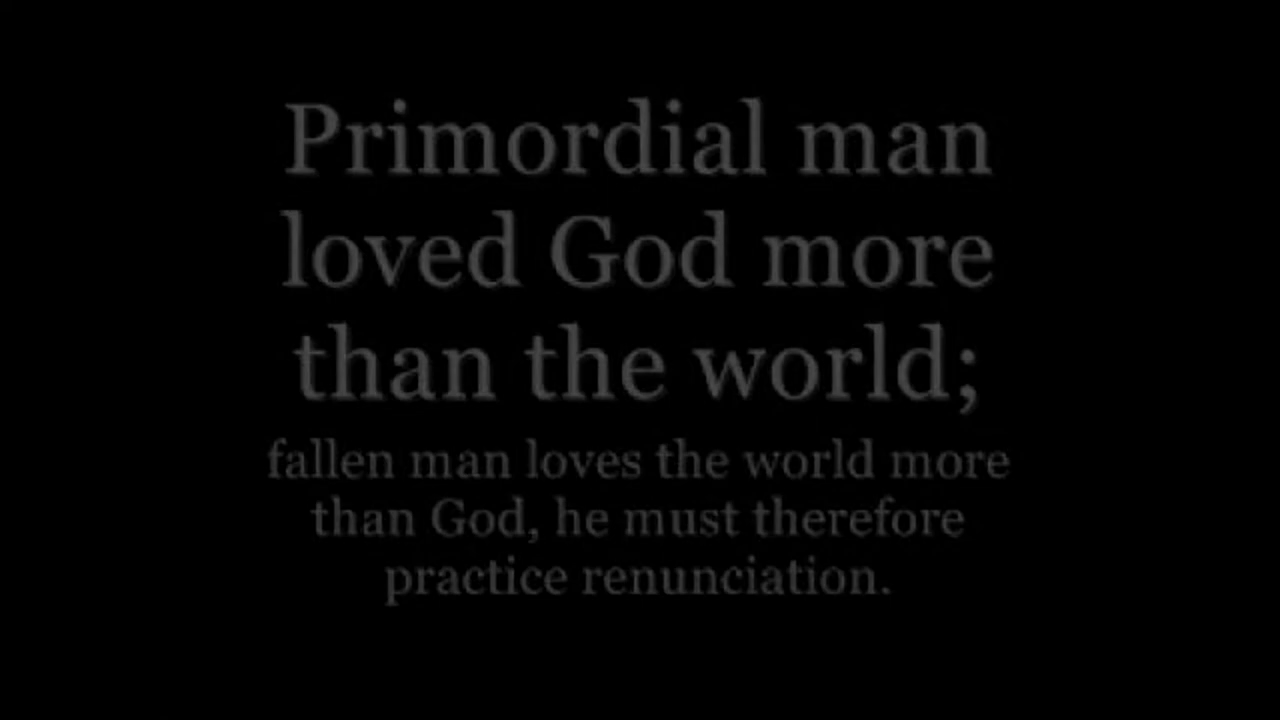 Primordial man
loved God more
than the world;
fallen man loves the world more
than God, he must therefore
practice renunciation.